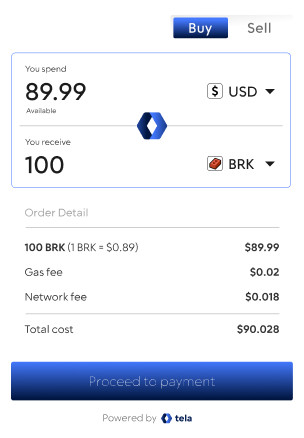 Buy Sell
You spend
89.99
Available
$ USD
You receive
100
BRK
Order Detail
100 BRK (1 BRK = $0.89) $89.99
Gas fee $0.02
Network fee $0.018
Total cost $90.028
Proceed to payment
Powered by tela